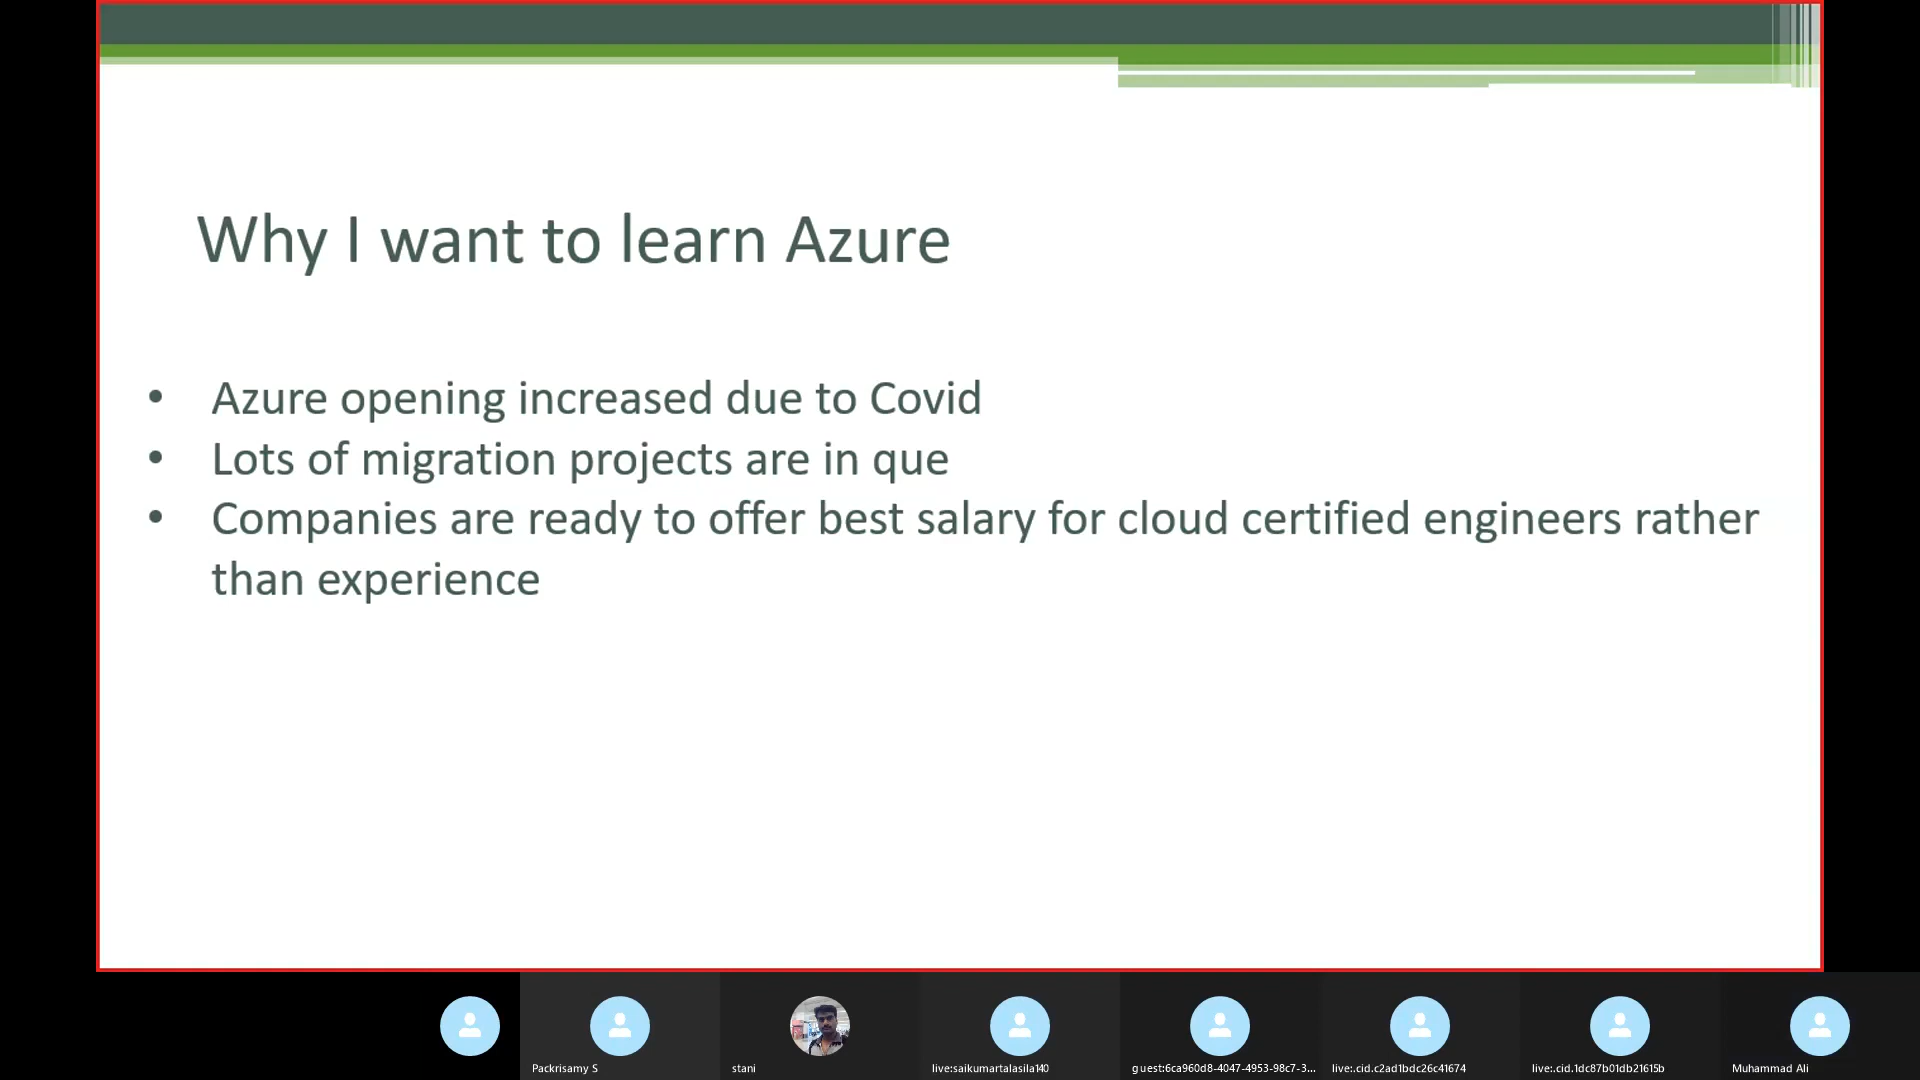 Why I want to learn Azure
• Azure opening increased due to Covid
• Lots of migration projects are in que
• Companies are ready to offer best salary for cloud certified engineers rather
than experience
Packrisamy S
stani
live:saikumartalasila140
guest:6ca960d8-4047-4953-98c7-3...
live:.cid.c2ad1bdc26c41674
live:.cid.1dc87b01db21615b
Muhammad Ali